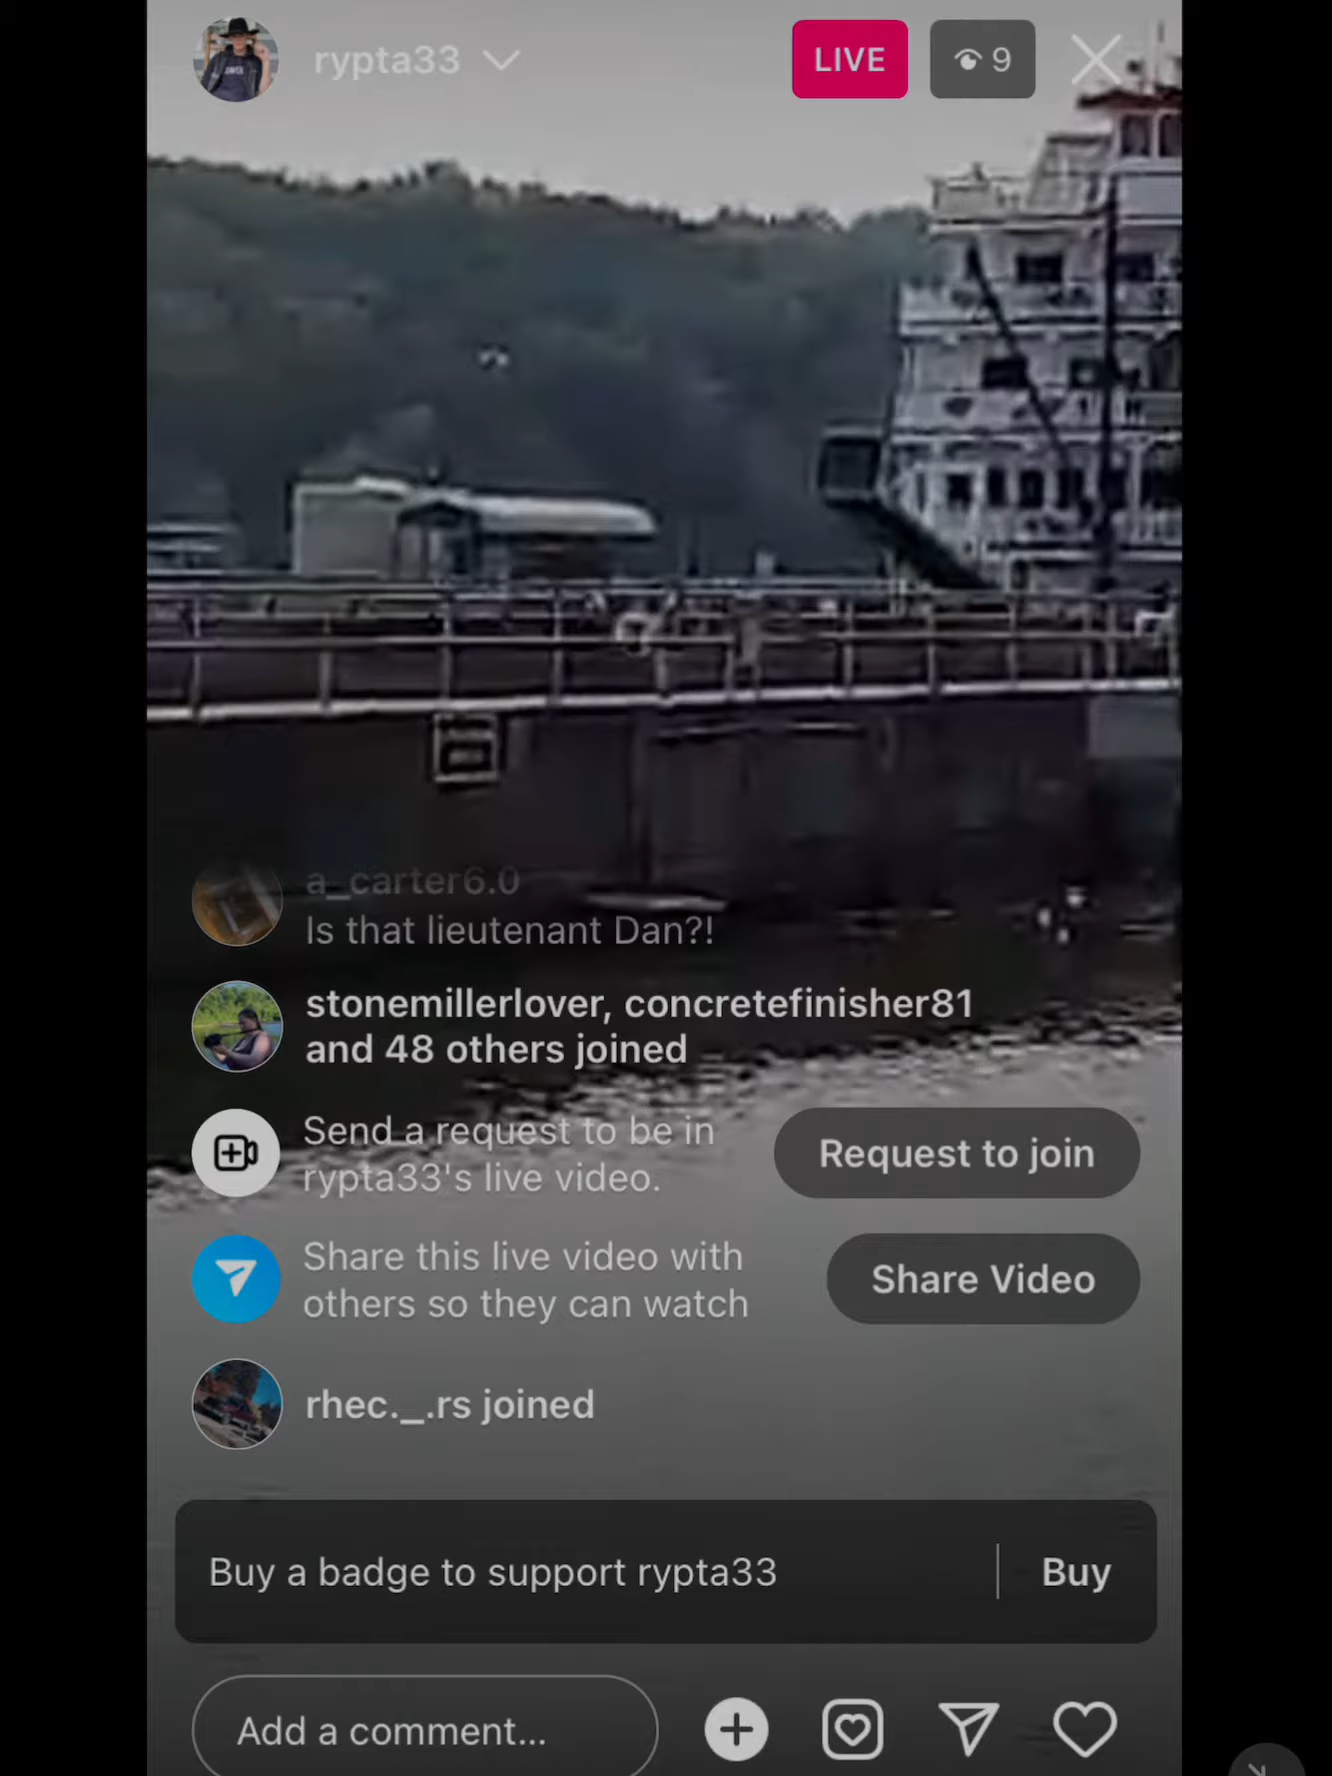 rypta33
LIVE
9
a_carter6.0
Is that lieutenant Dan?!
stonemillerlover, concretefinisher81
and 48 others joined
Send a request to be in
rypta33's live video.
Request to join
Share this live video with
others so they can watch
Share Video
rhec._.rs joined
Buy a badge to support rypta33
Buy
Add a comment...